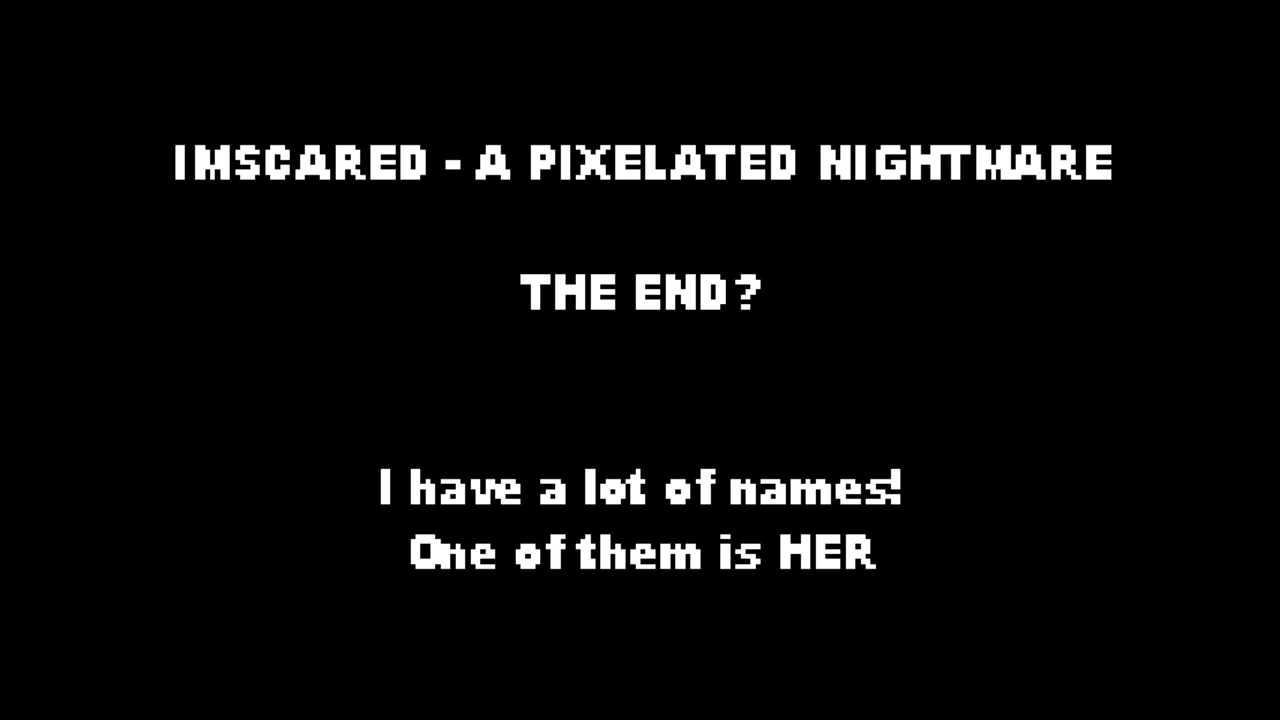 IMSCARED - A PIXELATED NIGHTMARE
THE END?
I have a lot of names!
One of them is HER